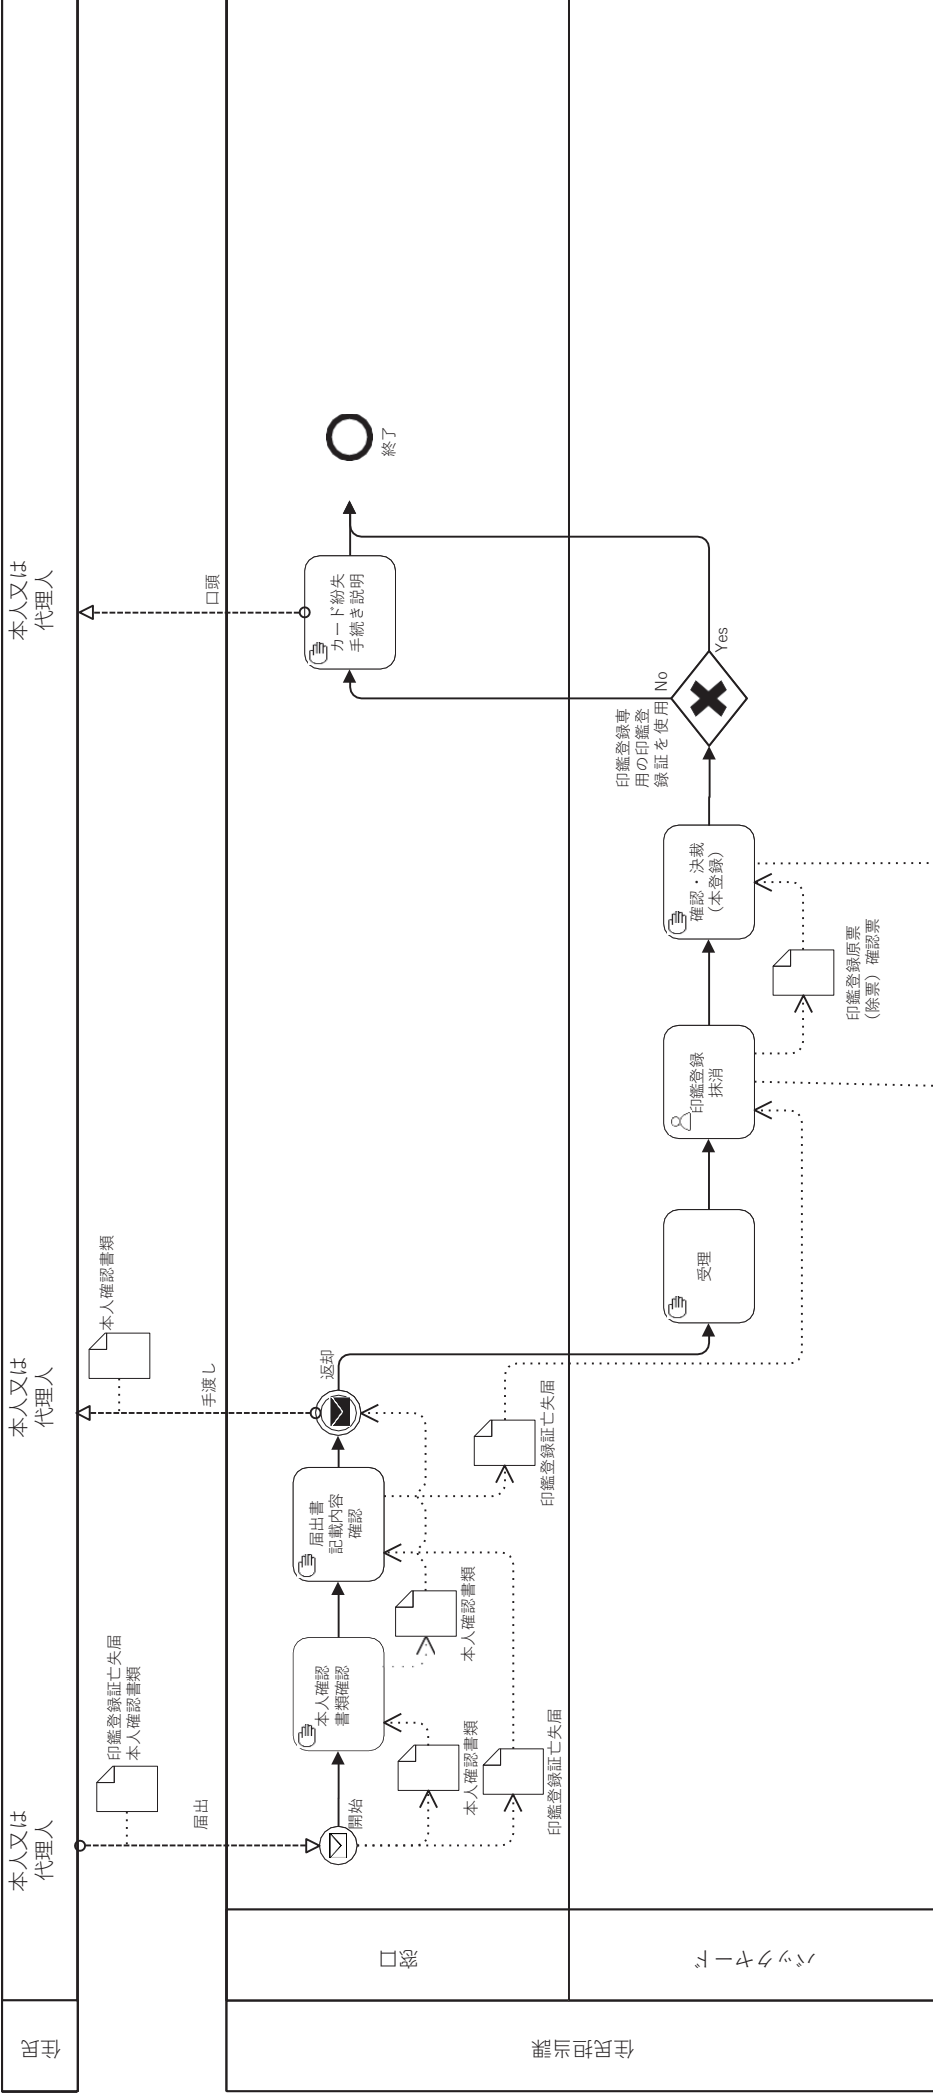 住民
本人又は
代理人
本人又は
代理人
本人又は
代理人
印鑑登録証亡失届
本人確認書類
届出
本人確認書類
手渡し
口頭
住民担当課
窓口
開始
本人確認書類
印鑑登録証亡失届
本人確認
書類確認
本人確認書類
届出書
記載内容
確認
印鑑登録証亡失届
返却
カード紛失
手続き説明
終了
バックヤード
受理
印鑑登録
抹消
印鑑登録原票
（除票）確認票
確認・決裁
（本登録）
印鑑登録専
用の印鑑登
録証を使用
No
Yes